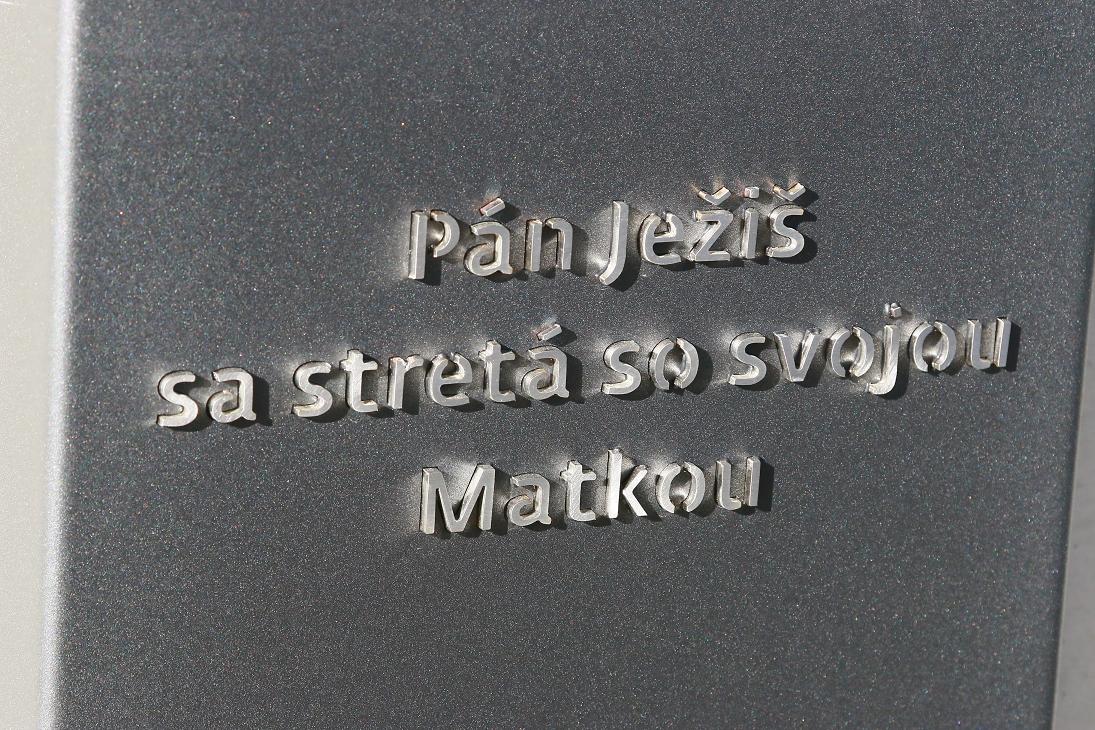 Pán Ježiš
sa stretá so svojou
Matkou